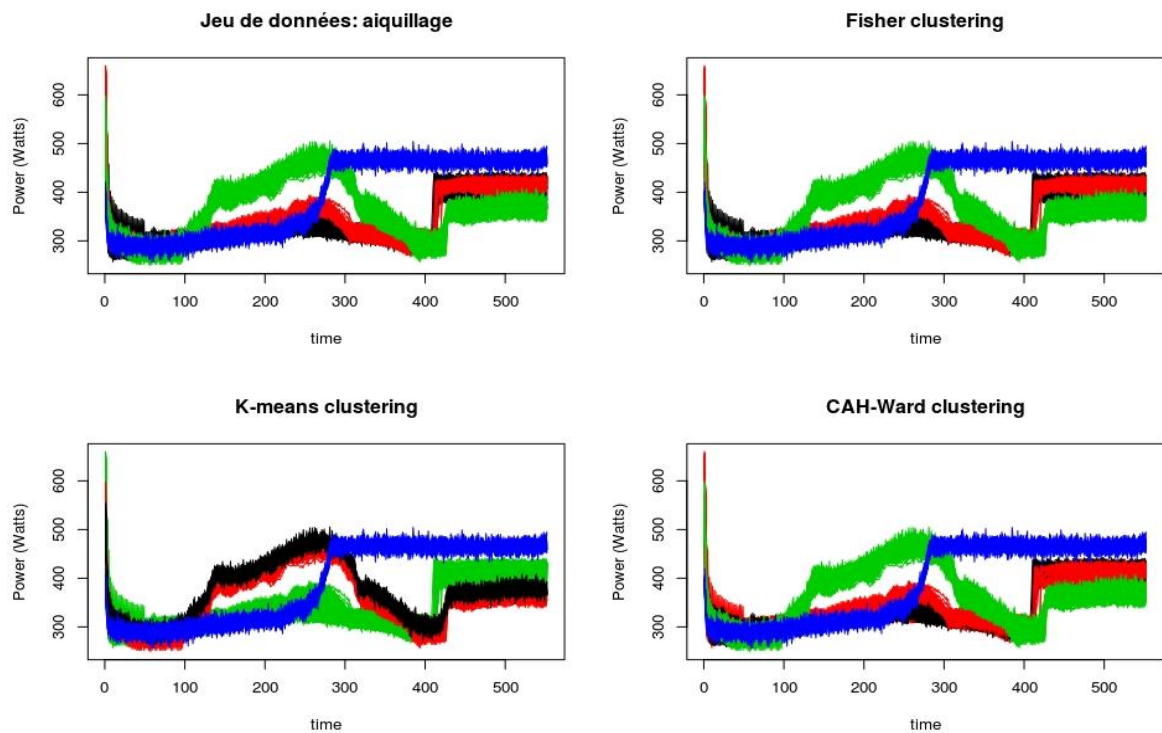 Jeu de données: aiquillage
Power (Watts)
600
500
400
300
0 100 200 300 400 500
time
Fisher clustering
Power (Watts)
600
500
400
300
0 100 200 300 400 500
time
K-means clustering
Power (Watts)
600
500
400
300
0 100 200 300 400 500
time
CAH-Ward clustering
Power (Watts)
600
500
400
300
0 100 200 300 400 500
time